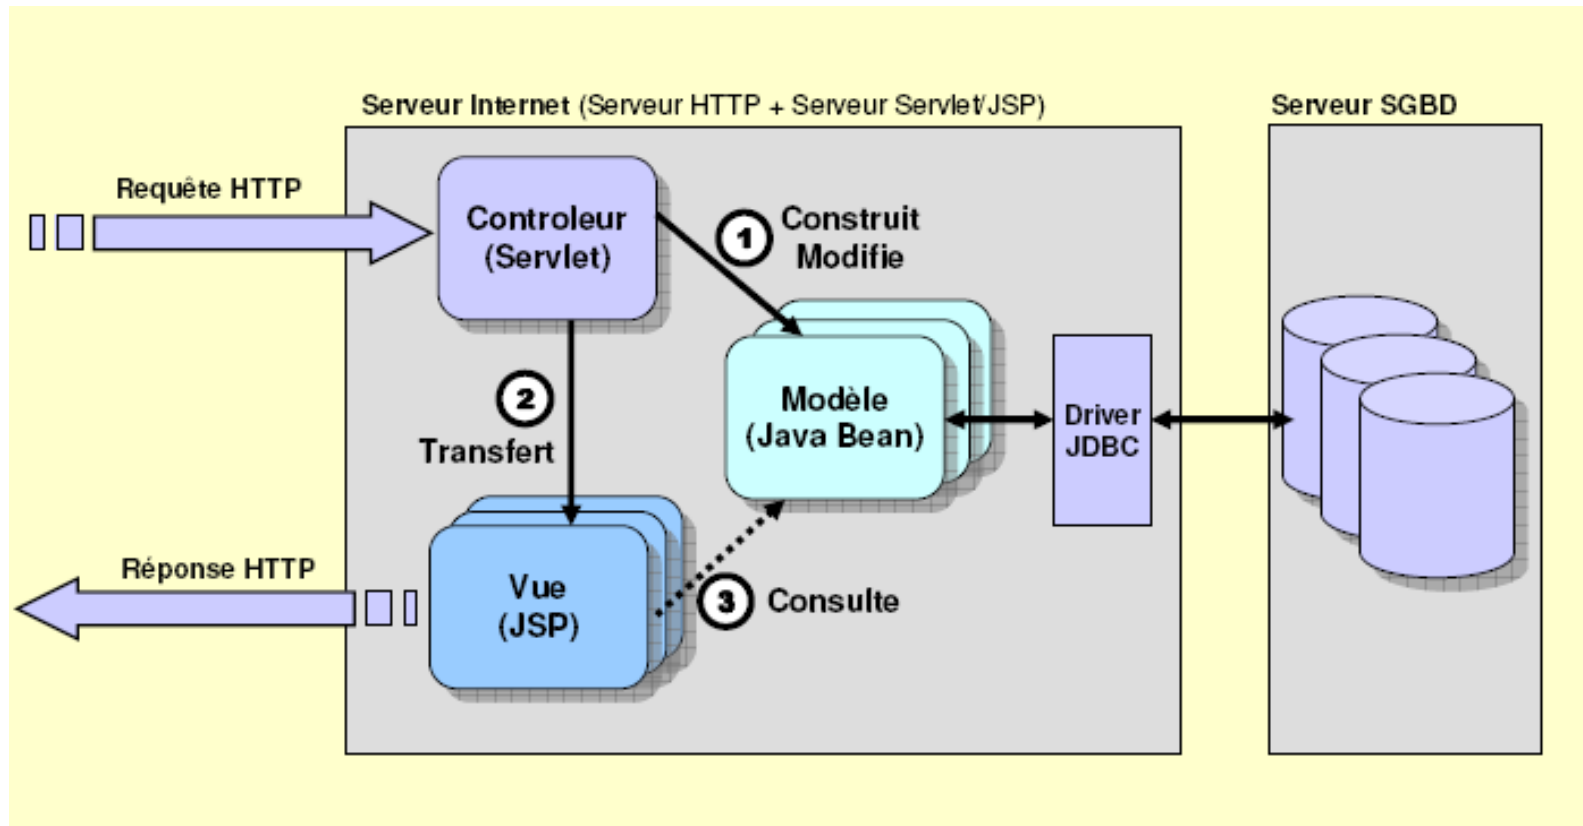 Serveur Internet (Serveur HTTP + Serveur Servlet/JSP)
Serveur SGBD
Requête HTTP
Controleur
(Servlet)
1
Construit
Modifie
2
Transfert
Modèle
(Java Bean)
Driver
JDBC
Réponse HTTP
Vue
(JSP)
3
Consulte